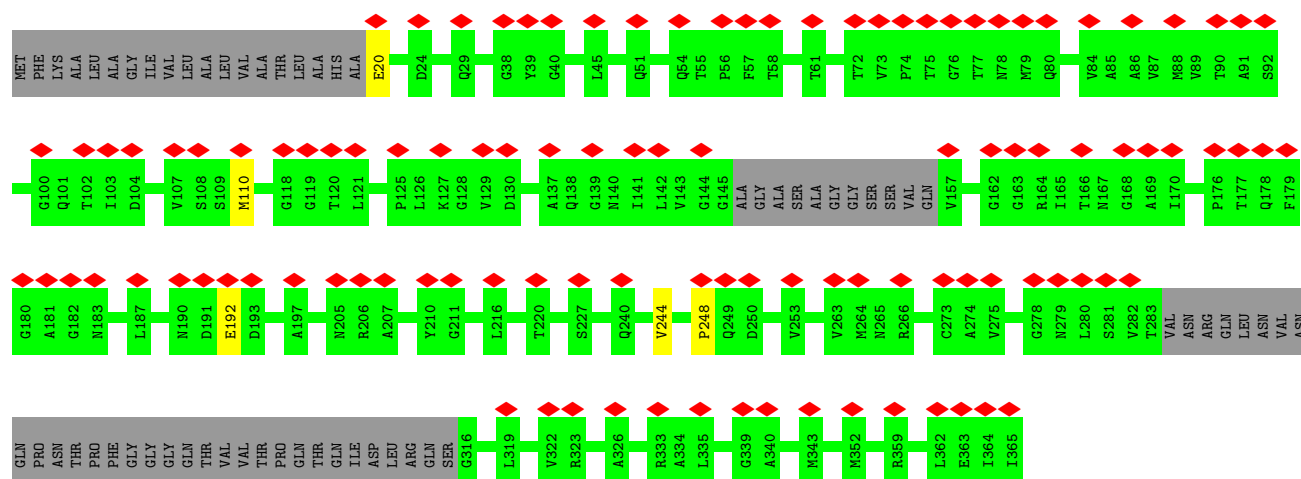 MET PHE LYS ALA LEU ALA GLY ILE VAL LEU ALA LEU VAL ALA THR LEU ALA HIS ALA E20 D24 Q29 G38 Y39 G40 L45 Q51 Q54 T55 P56 F57 T58 T61 T72 V73 P74 T75 G76 T77 N78 M79 Q80 V84 A85 A86 V87 M88 V89 T90 A91 S92
G100 Q101 T102 I103 D104 V107 S108 S109 M110 G118 G119 T120 L121 P125 L126 K127 G128 V129 D130 A137 Q138 G139 N140 I141 L142 V143 G144 G145 ALA GLY ALA SER ALA GLY GLY SER SER VAL GLN V157 G162 G163 R164 I165 T166 N167 G168 A169 I170 P176 T177 Q178 F179
G180 A181 G182 N183 L187 N190 D191 E192 D193 A197 N205 R206 A207 Y210 G211 L216 T220 S227 Q240 V244 P248 Q249 D250 V253 V263 M264 N265 R266 C273 A274 V275 G278 N279 L280 S281 V282 T283 VAL ASN ARG GLN LEU ASN VAL ASN
GLN PRO ASN THR PRO PHE GLY GLY GLY GLN THR VAL VAL THR PRO GLN THR GLN ILE ASP LEU ARG GLN SER G316 L319 V322 R323 A326 R333 A334 L335 G339 A340 M343 M352 R359 L362 E363 I364 I365